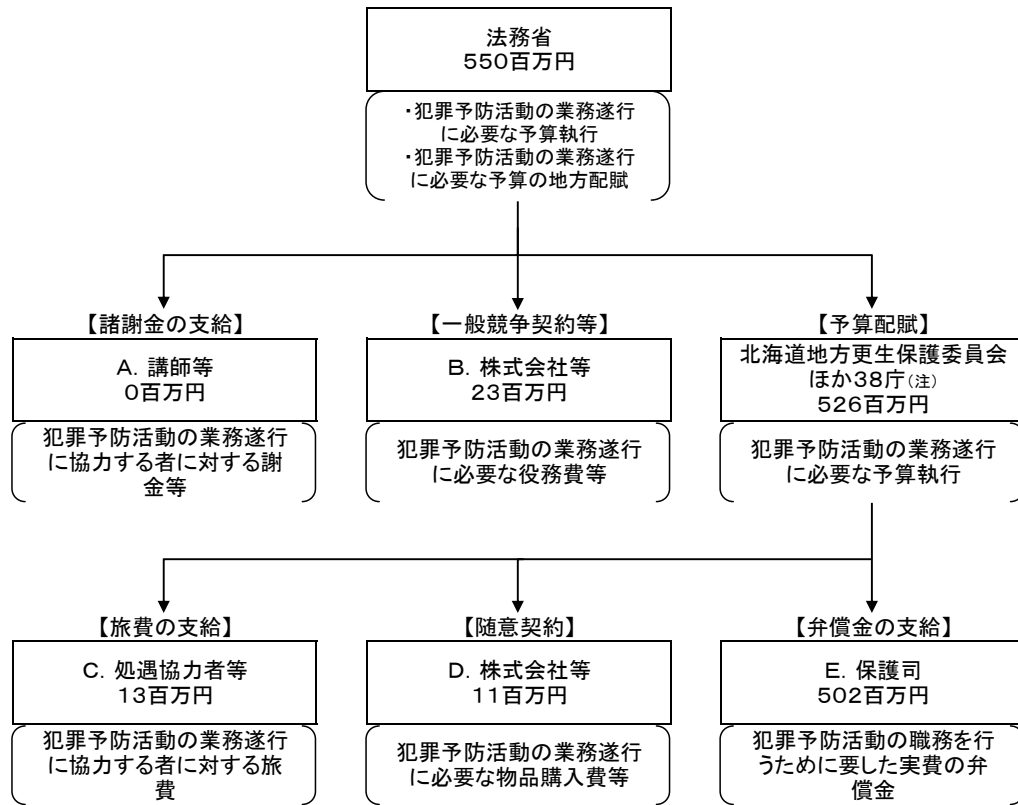 法務省
550百万円
・犯罪予防活動の業務遂行
に必要な予算執行
・犯罪予防活動の業務遂行
に必要な予算の地方配賦
【諸謝金の支給】
A．講師等
0百万円
犯罪予防活動の業務遂行
に協力する者に対する謝
金等
【一般競争契約等】
B．株式会社等
23百万円
犯罪予防活動の業務遂行
に必要な役務費等
【予算配賦】
北海道地方更生保護委員会
ほか38庁(注)
526百万円
犯罪予防活動の業務遂行
に必要な予算執行
【旅費の支給】
C．処遇協力者等
13百万円
犯罪予防活動の業務遂行
に協力する者に対する旅
費
【随意契約】
D．株式会社等
11百万円
犯罪予防活動の業務遂行
に必要な物品購入費等
【弁償金の支給】
E．保護司
502百万円
犯罪予防活動の職務を行
うために要した実費の弁
償金